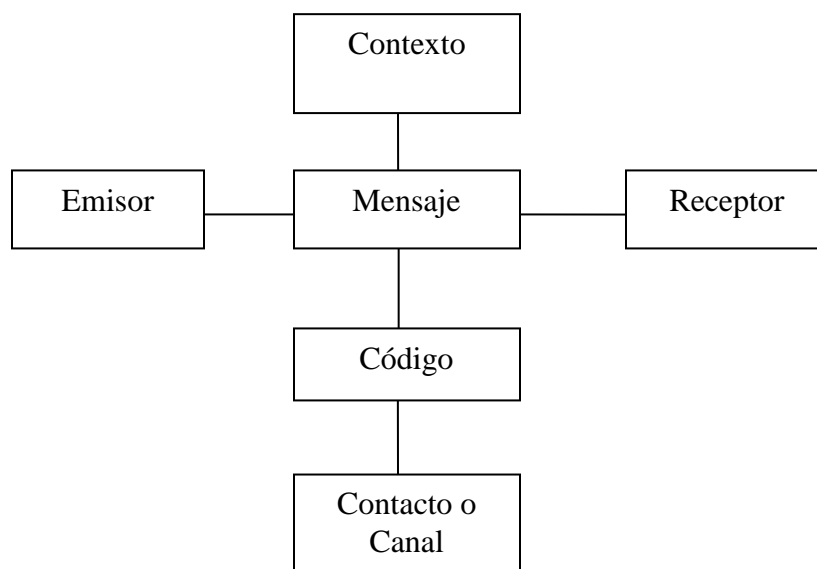 Contexto
Emisor
Mensaje
Receptor
Código
Contacto o
Canal